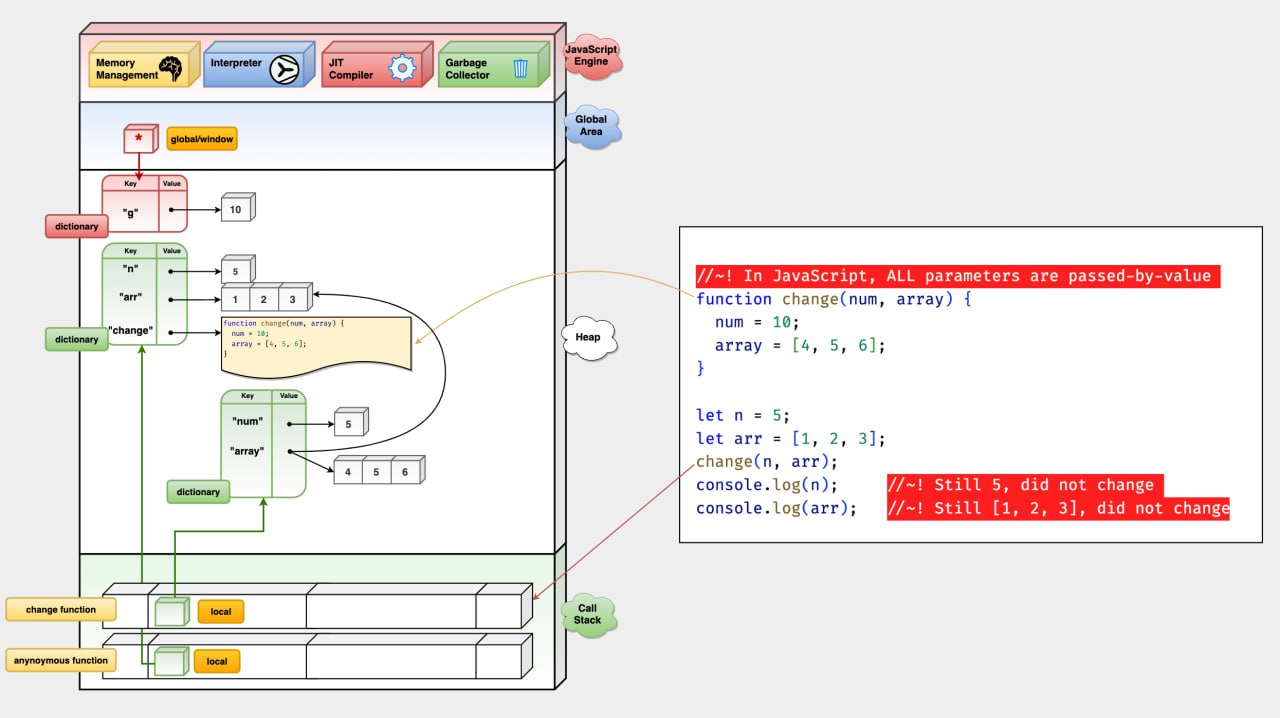 Memory
Management
Interpreter
JIT
Compiler
Garbage
Collector
JavaScript
Engine
*
global/window
Global
Area
Key Value
"g"
10
dictionary
Key Value
"n"
5
"arr"
1 2 3
"change"
dictionary
function change(num, array) {
num = 10;
array = [4, 5, 6];
}
Heap
Key Value
"num"
5
"array"
4 5 6
dictionary
change function
local
Call
Stack
anynoymous function
local
//~! In JavaScript, ALL parameters are passed-by-value
function change(num, array) {
num = 10;
array = [4, 5, 6];
}
let n = 5;
let arr = [1, 2, 3];
change(n, arr);
console.log(n); //~! Still 5, did not change
console.log(arr); //~! Still [1, 2, 3], did not change